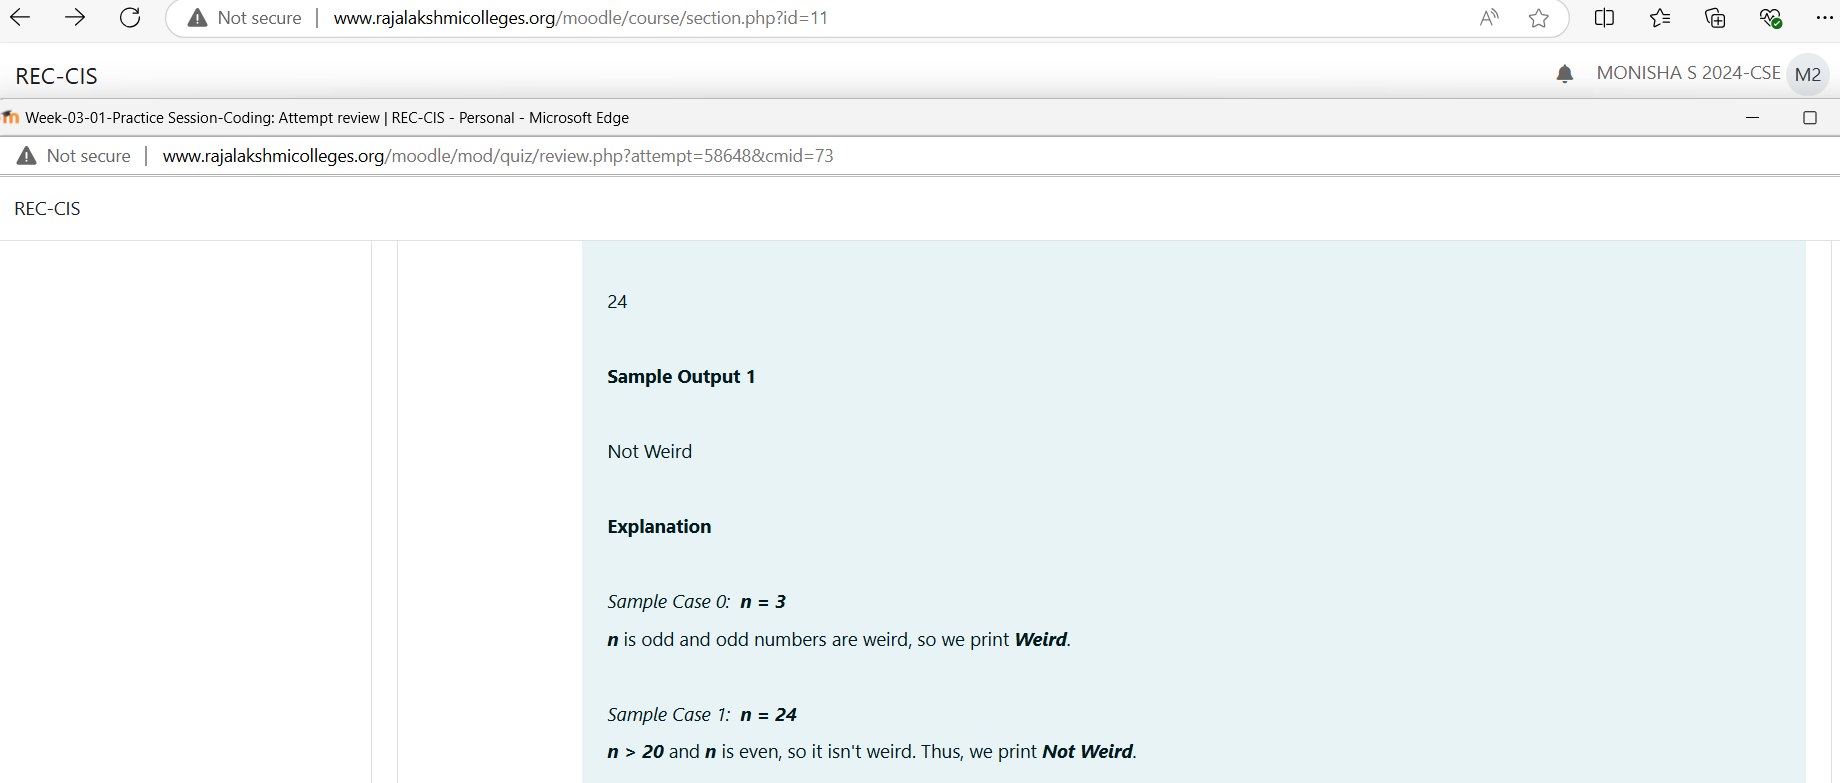 Not secure | www.rajalakshmicolleges.org/moodle/course/section.php?id=11
REC-CIS
MONISHA S 2024-CSE M2
Week-03-01-Practice Session-Coding: Attempt review | REC-CIS - Personal - Microsoft Edge
Not secure | www.rajalakshmicolleges.org/moodle/mod/quiz/review.php?attempt=58648&cmid=73
REC-CIS
24
Sample Output 1
Not Weird
Explanation
Sample Case 0: n = 3
n is odd and odd numbers are weird, so we print Weird.
Sample Case 1: n = 24
n > 20 and n is even, so it isn't weird. Thus, we print Not Weird.